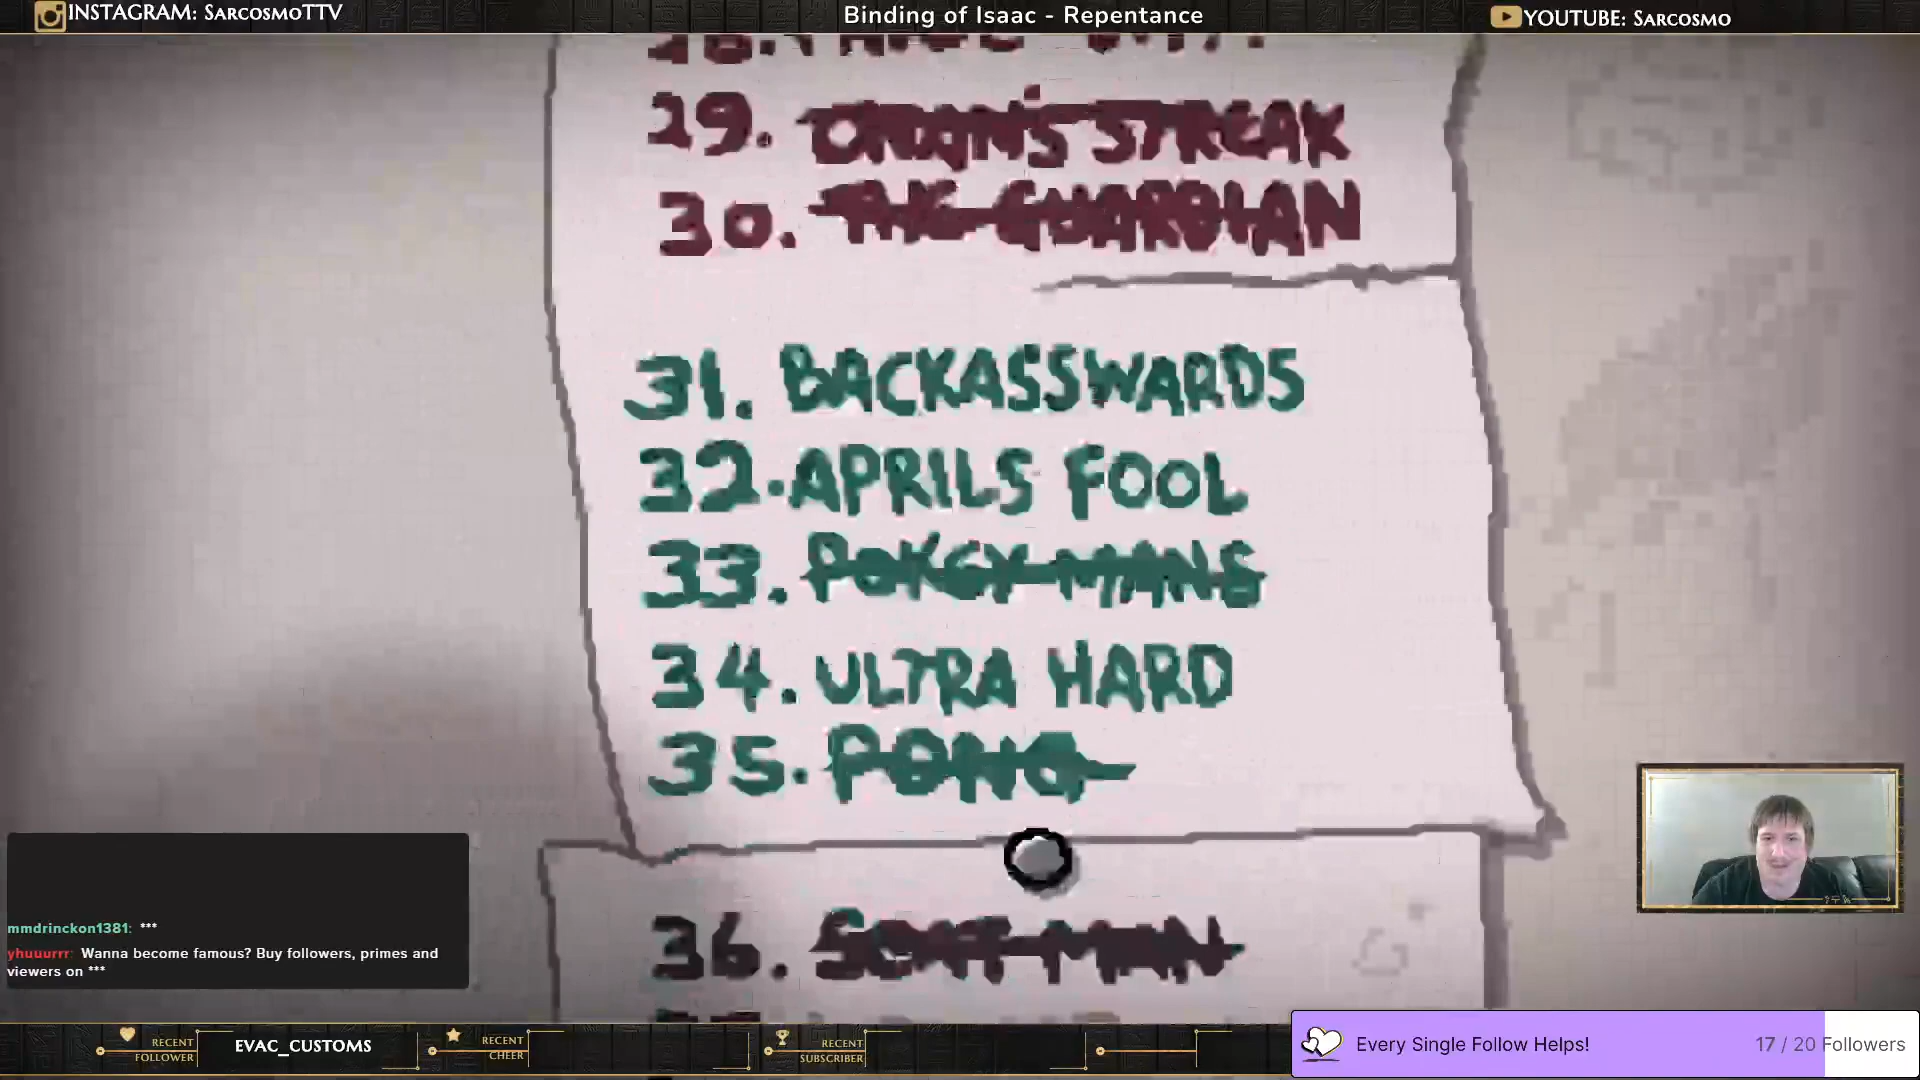 INSTAGRAM: SarcosmoTTV
Binding of Isaac - Repentance
YOUTUBE: Sarcosmo
29. ORION'S STREAK
30. THE GUARDIAN
31. BACKASSWARDS
32. APRILS FOOL
33. POKEY MANS
34. ULTRA HARD
35. PONG
36. SCAT MAN
mmdrinckon1381: ***
yhuuurrr: Wanna become famous? Buy followers, primes and
viewers on ***
RECENT FOLLOWER
EVAC_CUSTOMS
RECENT CHEER
RECENT SUBSCRIBER
Every Single Follow Helps!
17 / 20 Followers